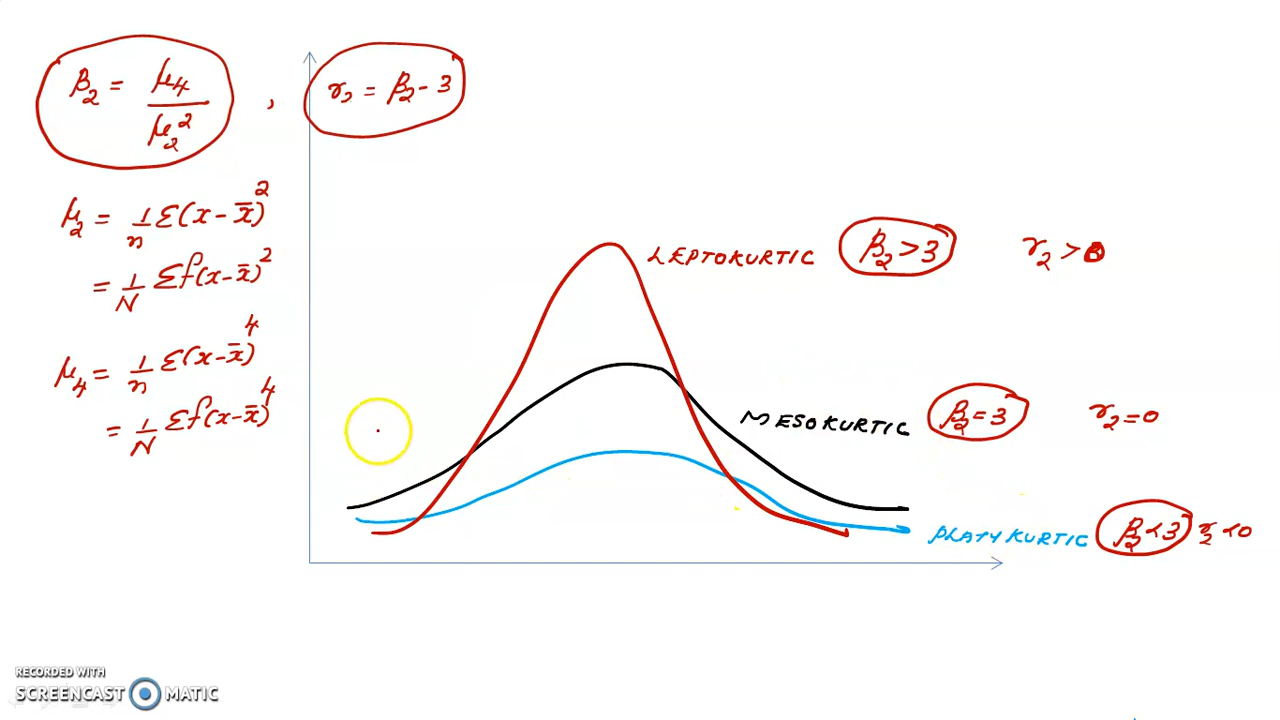 β₂ = μ₄ / μ₂² , γ₂ = β₂ - 3
μ₂ = 1/n Σ(x - x̄)²
= 1/N Σf(x - x̄)²
μ₄ = 1/n Σ(x - x̄)⁴
= 1/N Σf(x - x̄)⁴
LEPTOKURTIC β₂ > 3 γ₂ > 0
MESOKURTIC β₂ = 3 γ₂ = 0
PLATYKURTIC β₂ < 3 γ₂ < 0
RECORDED WITH
SCREENCAST MATIC